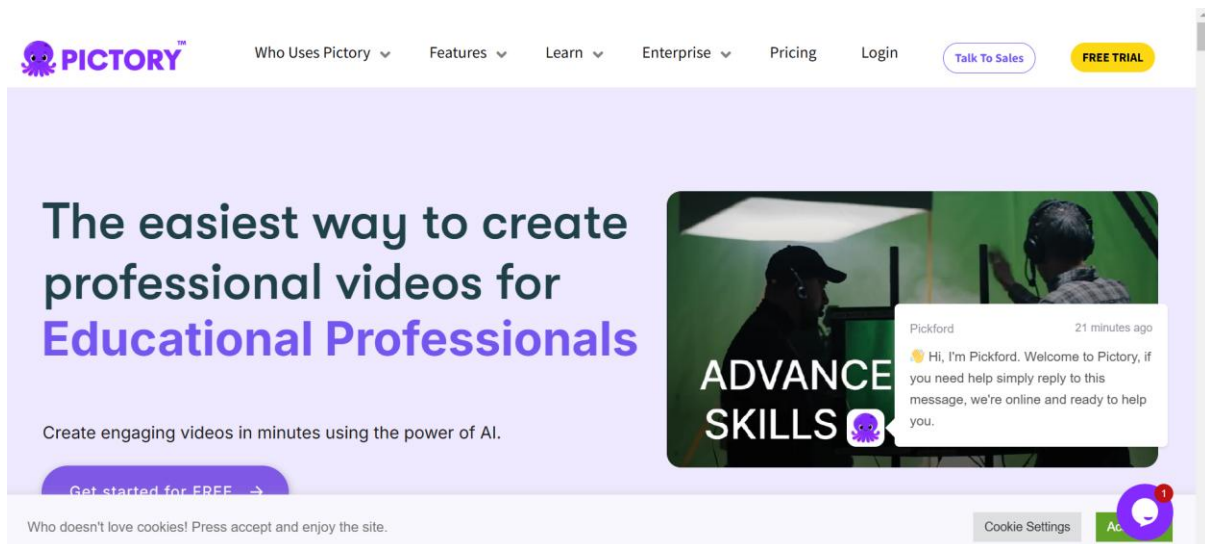 PICTORY™
Who Uses Pictory
Features
Learn
Enterprise
Pricing
Login
Talk To Sales
FREE TRIAL
The easiest way to create
professional videos for
Educational Professionals
Create engaging videos in minutes using the power of AI.
Get started for FREE →
ADVANCE
SKILLS
Pickford
21 minutes ago
👋 Hi, I'm Pickford. Welcome to Pictory, if
you need help simply reply to this
message, we're online and ready to help
you.
1
Who doesn't love cookies! Press accept and enjoy the site.
Cookie Settings